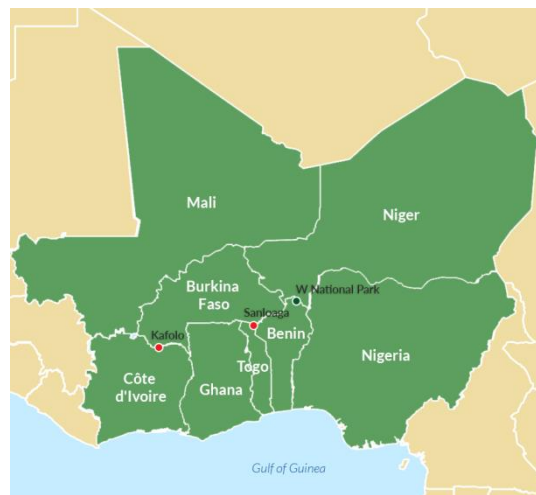 Mali
Niger
W National Park
Burkina
Faso
Sanloaga
Benin
Kafolo
Nigeria
Togo
Côte
d'Ivoire
Ghana
Gulf of Guinea